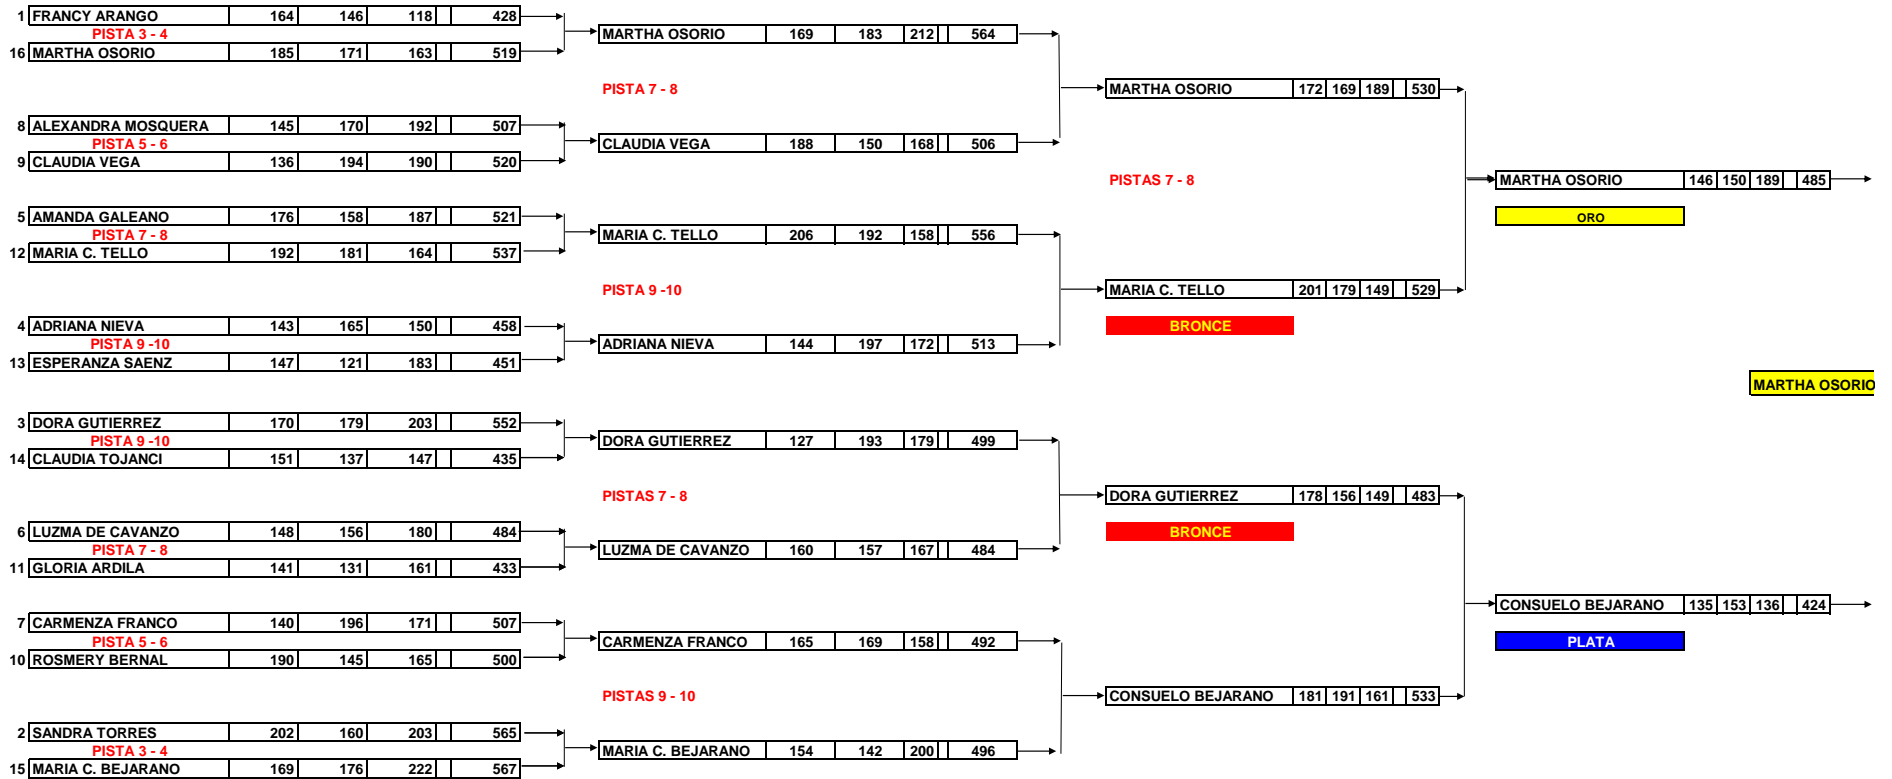 1 FRANCY ARANGO 164 146 118 428
PISTA 3 - 4
16 MARTHA OSORIO 185 171 163 519
MARTHA OSORIO 169 183 212 564
PISTA 7 - 8
MARTHA OSORIO 172 169 189 530
8 ALEXANDRA MOSQUERA 145 170 192 507
PISTA 5 - 6
9 CLAUDIA VEGA 136 194 190 520
CLAUDIA VEGA 188 150 168 506
PISTAS 7 - 8
MARTHA OSORIO 146 150 189 485
ORO
5 AMANDA GALEANO 176 158 187 521
PISTA 7 - 8
12 MARIA C. TELLO 192 181 164 537
MARIA C. TELLO 206 192 158 556
PISTA 9 -10
MARIA C. TELLO 201 179 149 529
BRONCE
4 ADRIANA NIEVA 143 165 150 458
PISTA 9 -10
13 ESPERANZA SAENZ 147 121 183 451
ADRIANA NIEVA 144 197 172 513
MARTHA OSORIO
3 DORA GUTIERREZ 170 179 203 552
PISTA 9 -10
14 CLAUDIA TOJANCI 151 137 147 435
DORA GUTIERREZ 127 193 179 499
PISTAS 7 - 8
DORA GUTIERREZ 178 156 149 483
BRONCE
6 LUZMA DE CAVANZO 148 156 180 484
PISTA 7 - 8
11 GLORIA ARDILA 141 131 161 433
LUZMA DE CAVANZO 160 157 167 484
CONSUELO BEJARANO 135 153 136 424
PLATA
7 CARMENZA FRANCO 140 196 171 507
PISTA 5 - 6
10 ROSMERY BERNAL 190 145 165 500
CARMENZA FRANCO 165 169 158 492
PISTAS 9 - 10
CONSUELO BEJARANO 181 191 161 533
2 SANDRA TORRES 202 160 203 565
PISTA 3 - 4
15 MARIA C. BEJARANO 169 176 222 567
MARIA C. BEJARANO 154 142 200 496